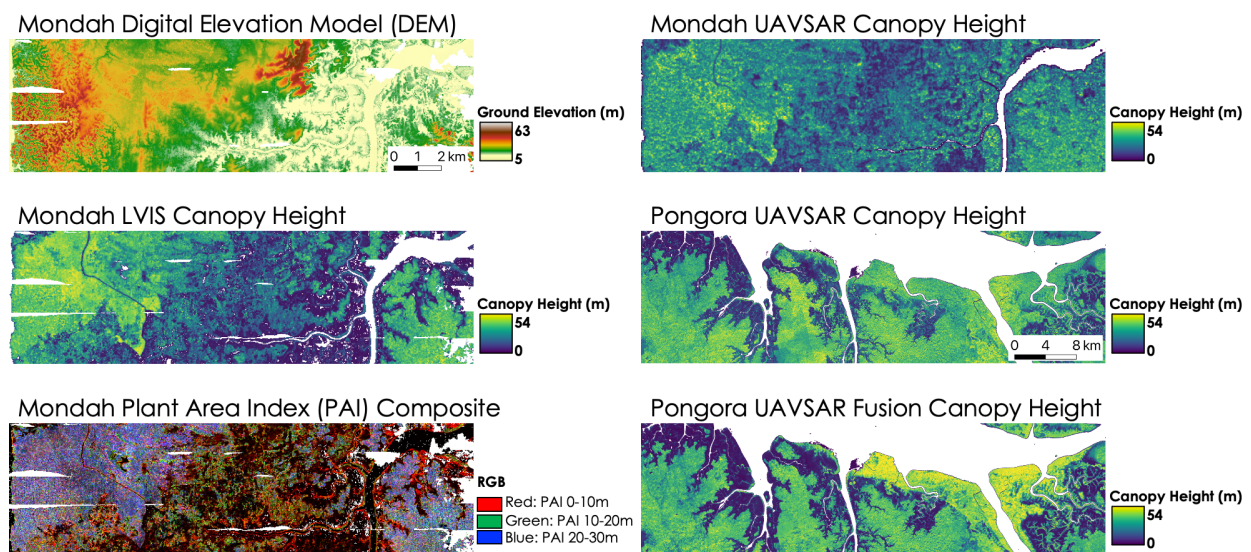 Mondah Digital Elevation Model (DEM)
Ground Elevation (m)
63
5
0 1 2 km
Mondah UAVSAR Canopy Height
Canopy Height (m)
54
0
Mondah LVIS Canopy Height
Canopy Height (m)
54
0
Pongora UAVSAR Canopy Height
Canopy Height (m)
54
0
0 4 8 km
Mondah Plant Area Index (PAI) Composite
RGB
Red: PAI 0-10m
Green: PAI 10-20m
Blue: PAI 20-30m
Pongora UAVSAR Fusion Canopy Height
Canopy Height (m)
54
0